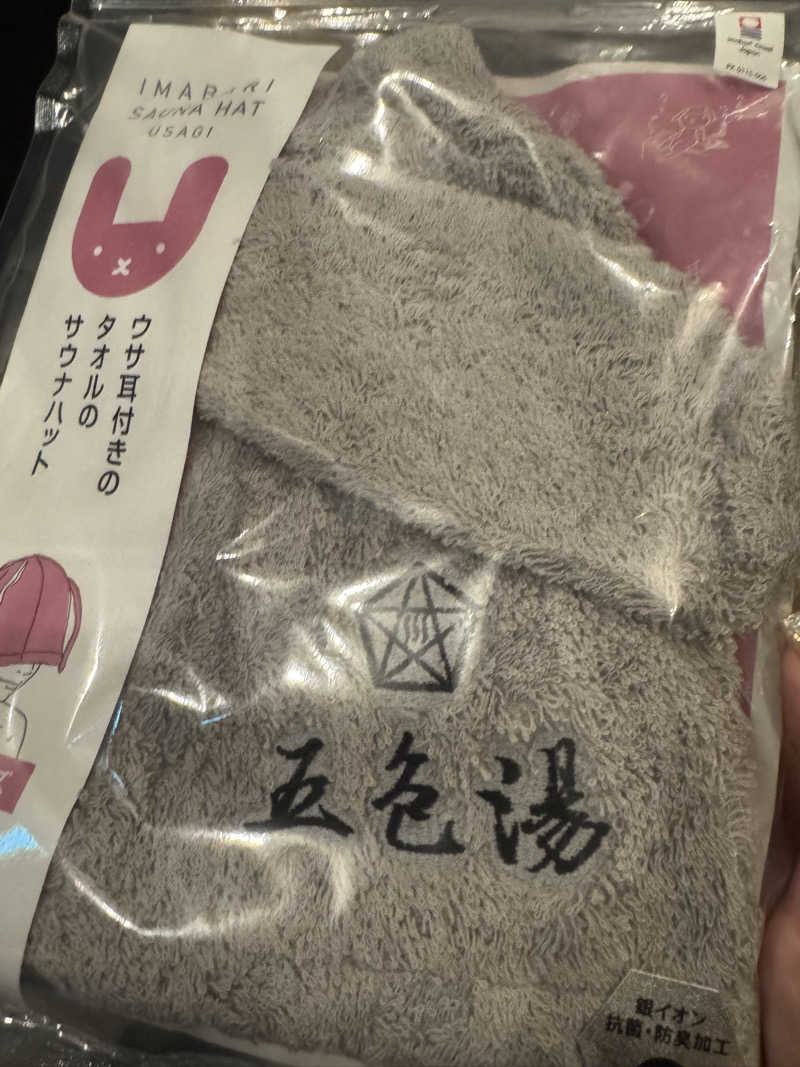 IMABARI
SAUNA HAT
USAGI
ウサ耳付きの
タオルの
サウナハット
五色湯
銀イオン
抗菌・防臭加工